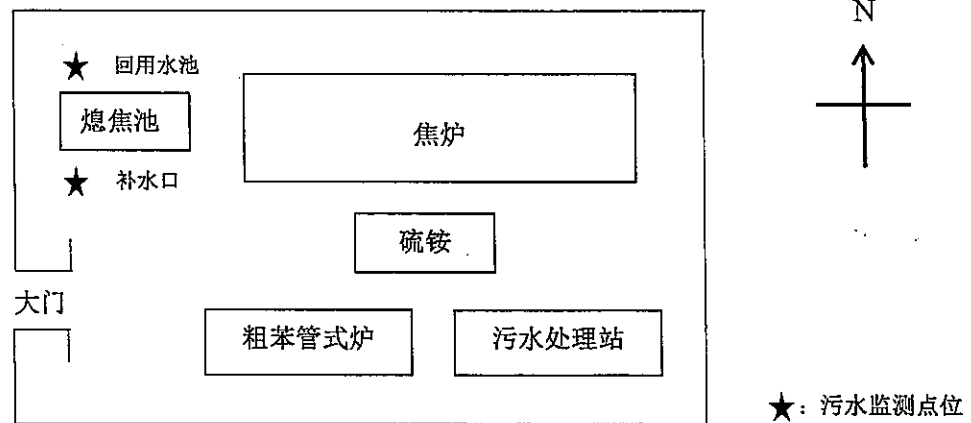 N
★ 回用水池
熄焦池
焦炉
★ 补水口
硫铵
大门
粗苯管式炉
污水处理站
★：污水监测点位